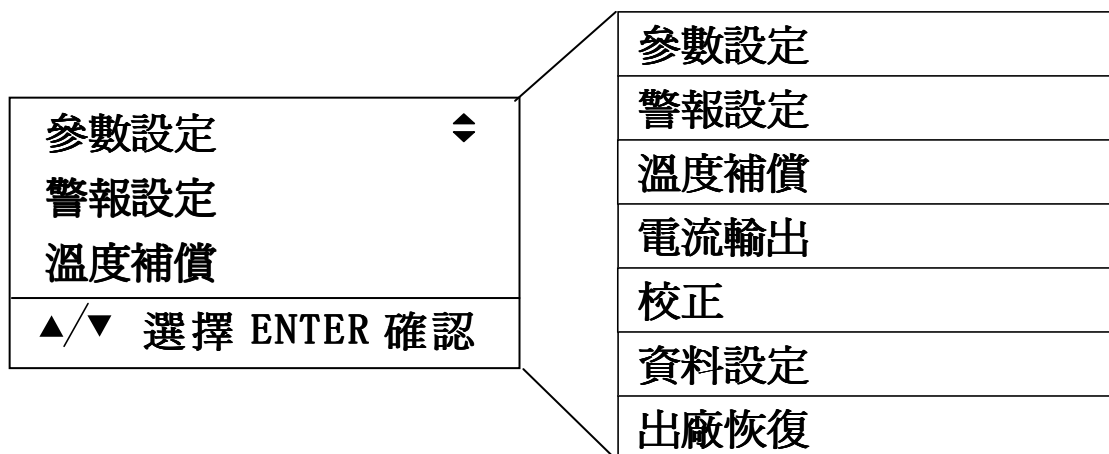 參數設定
警報設定
溫度補償
▲/▼ 選擇 ENTER 確認
參數設定
警報設定
溫度補償
電流輸出
校正
資料設定
出廠恢復